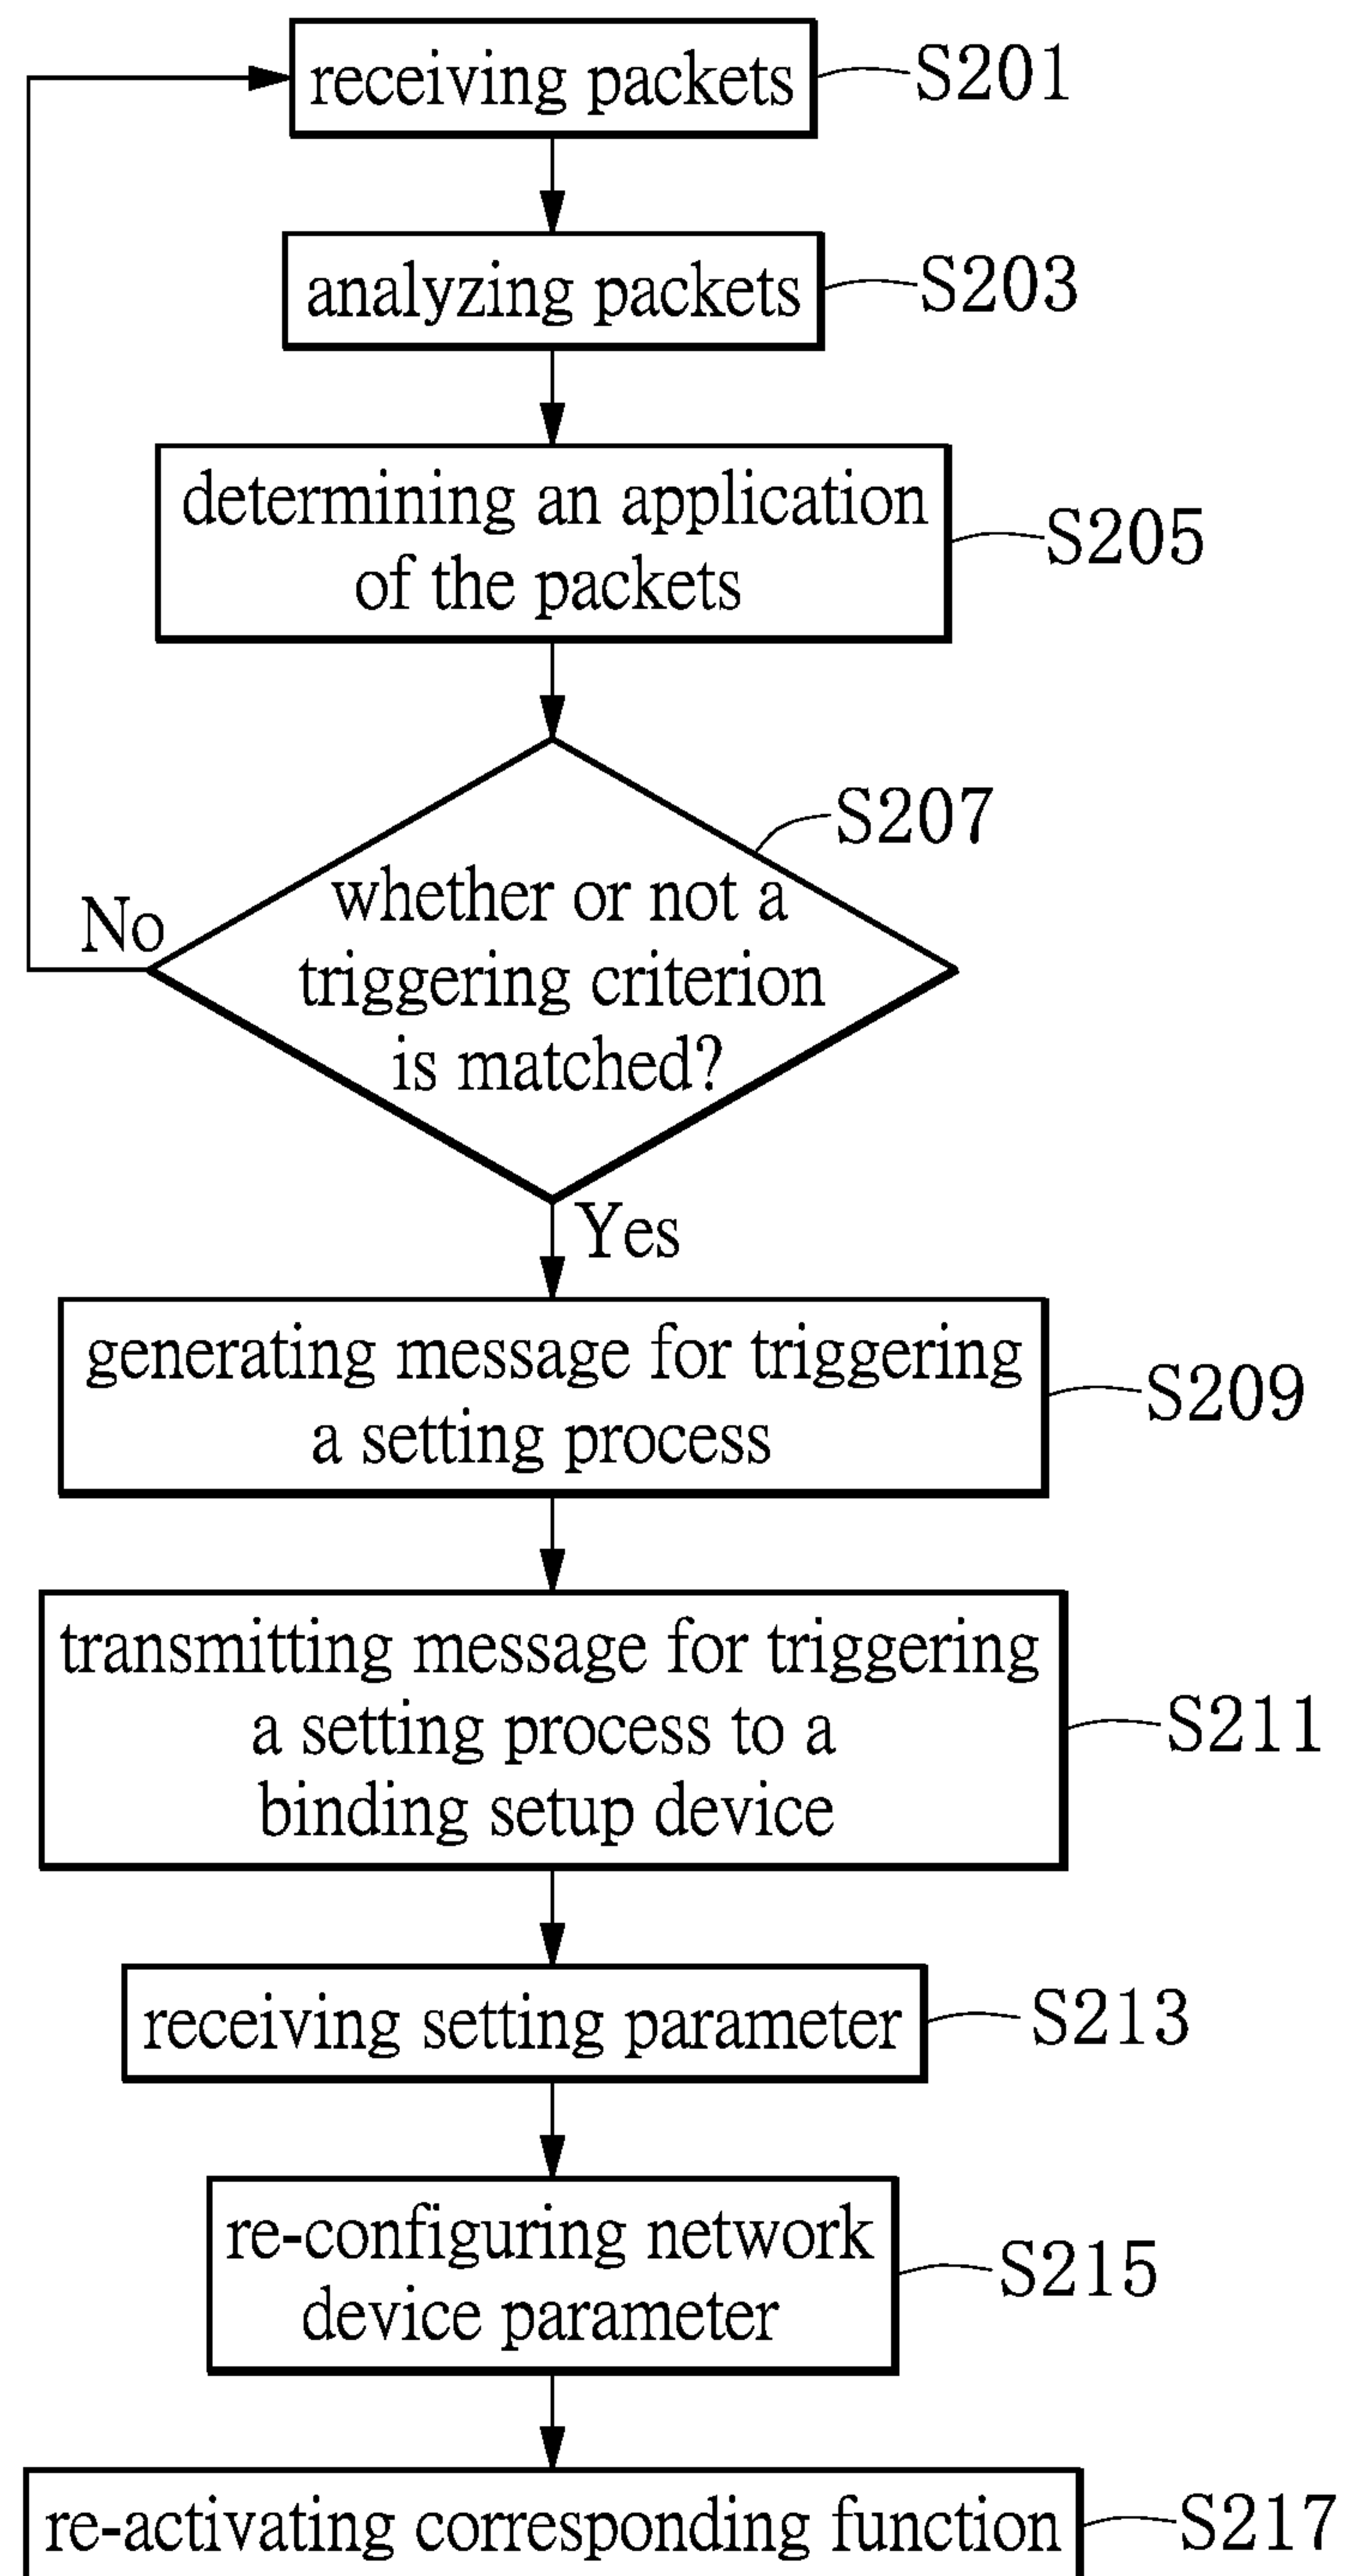 receiving packets
S201
analyzing packets
S203
determining an application
of the packets
S205
S207
whether or not a
triggering criterion
is matched?
No
Yes
generating message for triggering
a setting process
S209
transmitting message for triggering
a setting process to a
binding setup device
S211
receiving setting parameter
S213
re-configuring network
device parameter
S215
re-activating corresponding function
S217